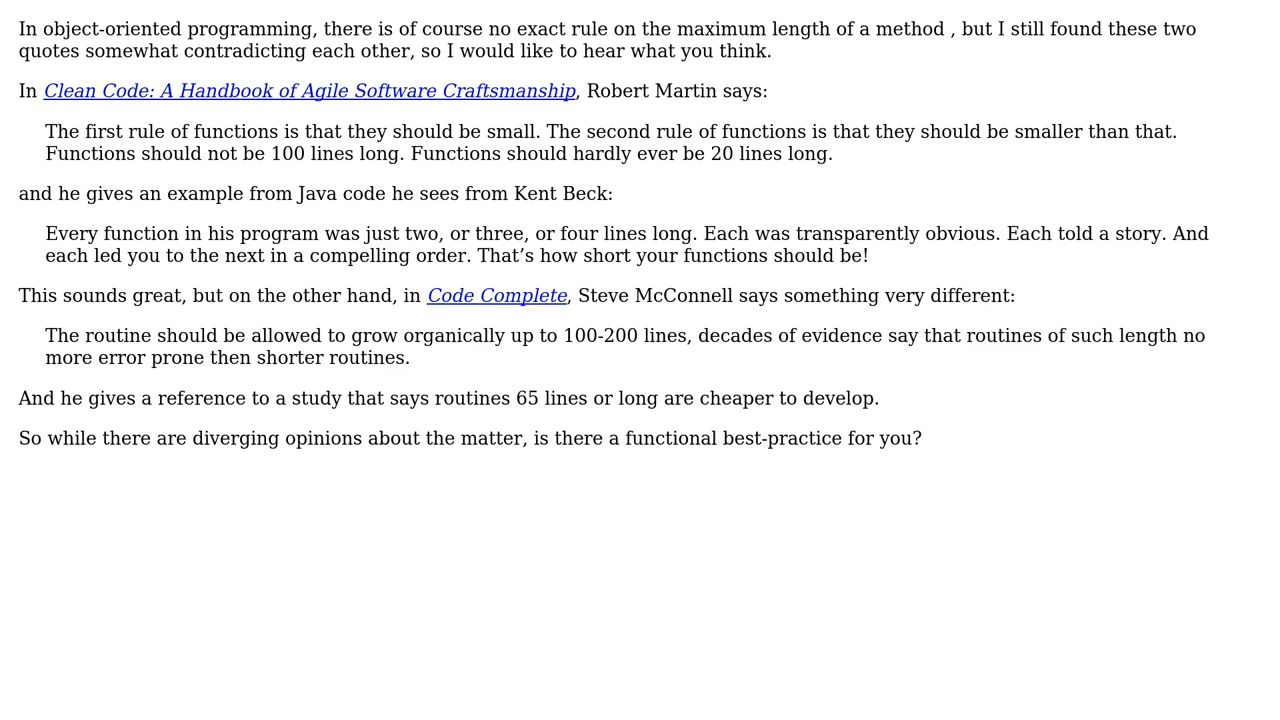 In object-oriented programming, there is of course no exact rule on the maximum length of a method , but I still found these two
quotes somewhat contradicting each other, so I would like to hear what you think.
In Clean Code: A Handbook of Agile Software Craftsmanship, Robert Martin says:
The first rule of functions is that they should be small. The second rule of functions is that they should be smaller than that.
Functions should not be 100 lines long. Functions should hardly ever be 20 lines long.
and he gives an example from Java code he sees from Kent Beck:
Every function in his program was just two, or three, or four lines long. Each was transparently obvious. Each told a story. And
each led you to the next in a compelling order. That’s how short your functions should be!
This sounds great, but on the other hand, in Code Complete, Steve McConnell says something very different:
The routine should be allowed to grow organically up to 100-200 lines, decades of evidence say that routines of such length no
more error prone then shorter routines.
And he gives a reference to a study that says routines 65 lines or long are cheaper to develop.
So while there are diverging opinions about the matter, is there a functional best-practice for you?